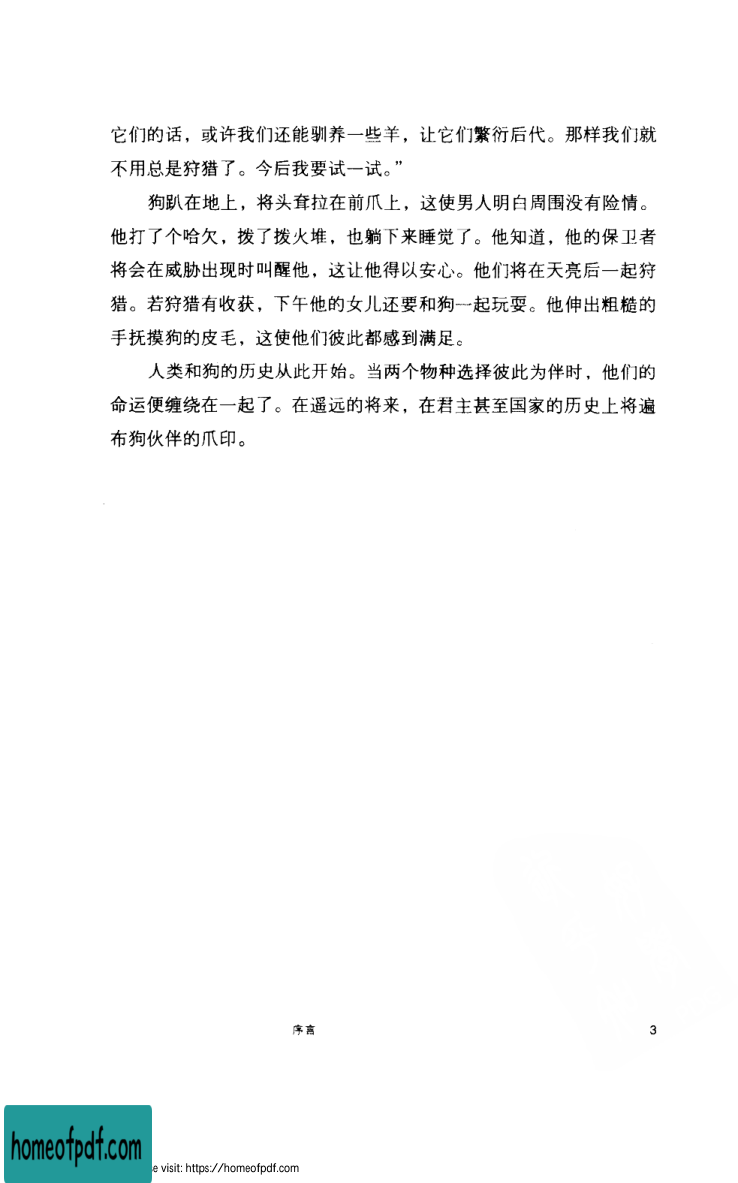 它们的话，或许我们还能驯养一些羊，让它们繁衍后代。那样我们就
不用总是狩猎了。今后我要试一试。”
狗趴在地上，将头耷拉在前爪上，这使男人明白周围没有险情。
他打了个哈欠，拨了拨火堆，也躺下来睡觉了。他知道，他的保卫者
将会在威胁出现时叫醒他，这让他得以安心。他们将在天亮后一起狩
猎。若狩猎有收获，下午他的女儿还要和狗一起玩耍。他伸出粗糙的
手抚摸狗的皮毛，这使他们彼此都感到满足。
人类和狗的历史从此开始。当两个物种选择彼此为伴时，他们的
命运便缠绕在一起了。在遥远的将来，在君主甚至国家的历史上将遍
布狗伙伴的爪印。
序言 3
homeofpdf.com
e visit: https://homeofpdf.com